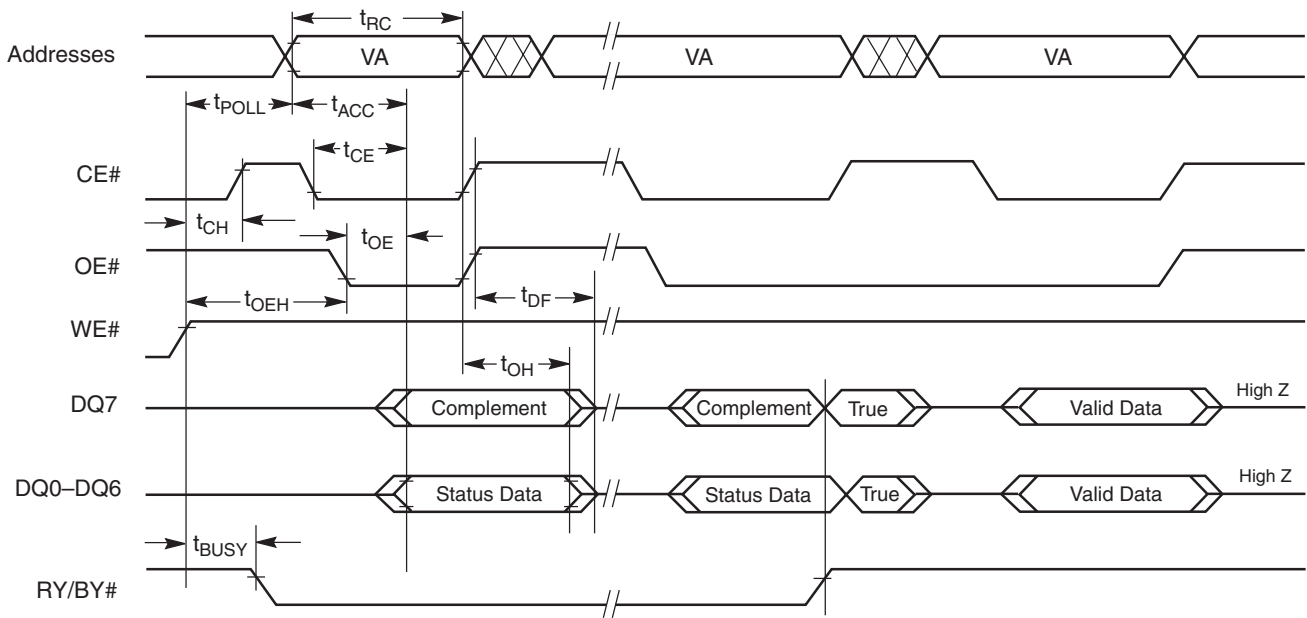 tRC
Addresses VA VA VA
tPOLL tACC
tCE
CE#
tCH tOE
OE#
tOEH tDF
WE#
tOH
DQ7 Complement Complement True Valid Data High Z
DQ0–DQ6 Status Data Status Data True Valid Data High Z
tBUSY
RY/BY#